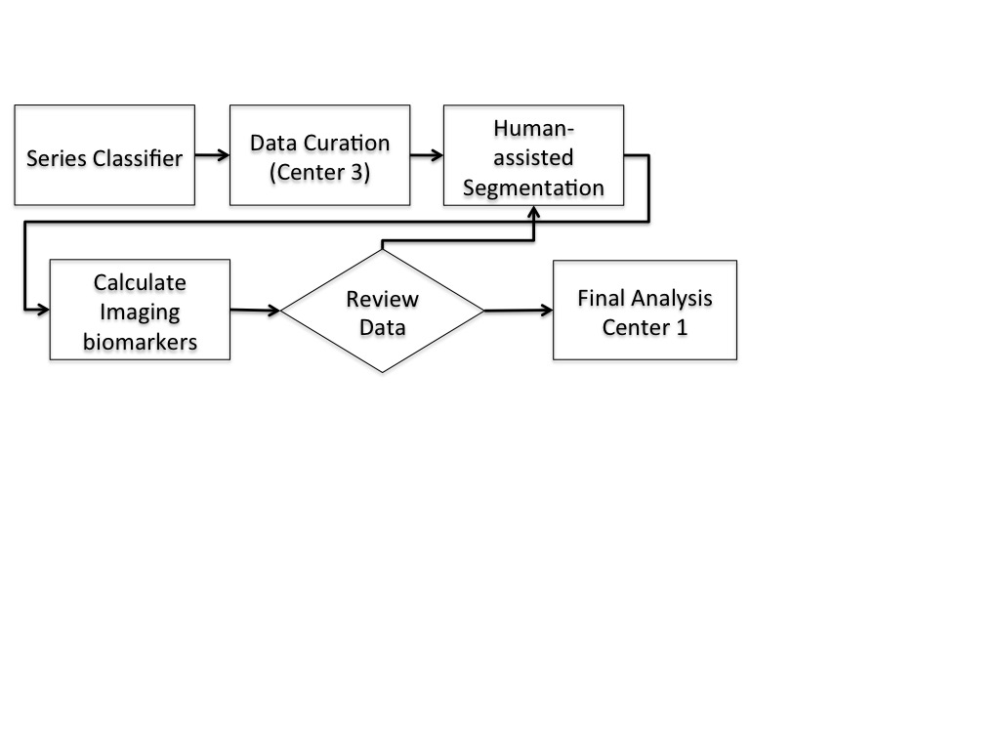 Series Classifier
Data Curation
(Center 3)
Human-
assisted
Segmentation
Calculate
Imaging
biomarkers
Review
Data
Final Analysis
Center 1